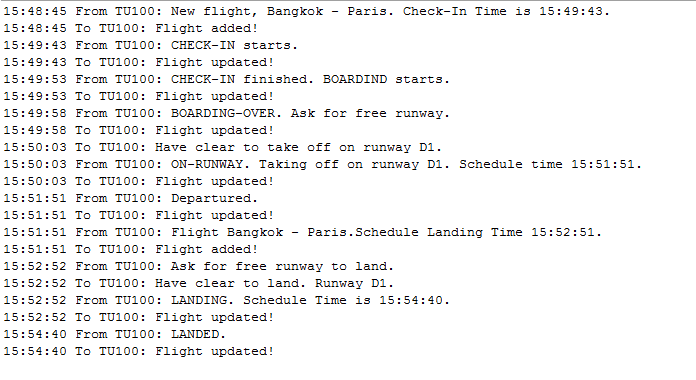 15:48:45 From TU100: New flight, Bangkok - Paris. Check-In Time is 15:49:43.
15:48:45 To TU100: Flight added!
15:49:43 From TU100: CHECK-IN starts.
15:49:43 To TU100: Flight updated!
15:49:53 From TU100: CHECK-IN finished. BOARDIND starts.
15:49:53 To TU100: Flight updated!
15:49:58 From TU100: BOARDING-OVER. Ask for free runway.
15:49:58 To TU100: Flight updated!
15:50:03 To TU100: Have clear to take off on runway D1.
15:50:03 From TU100: ON-RUNWAY. Taking off on runway D1. Schedule time 15:51:51.
15:50:03 To TU100: Flight updated!
15:51:51 From TU100: Departured.
15:51:51 To TU100: Flight updated!
15:51:51 From TU100: Flight Bangkok - Paris.Schedule Landing Time 15:52:51.
15:51:51 To TU100: Flight added!
15:52:52 From TU100: Ask for free runway to land.
15:52:52 To TU100: Have clear to land. Runway D1.
15:52:52 From TU100: LANDING. Schedule Time is 15:54:40.
15:52:52 To TU100: Flight updated!
15:54:40 From TU100: LANDED.
15:54:40 To TU100: Flight updated!